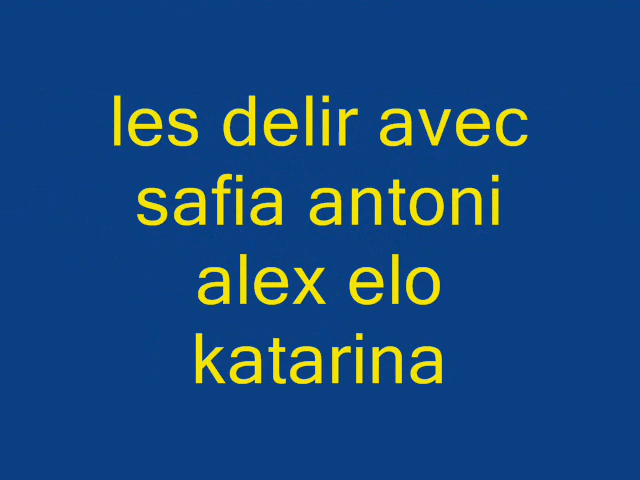 les delir avec
safia antoni
alex elo
katarina